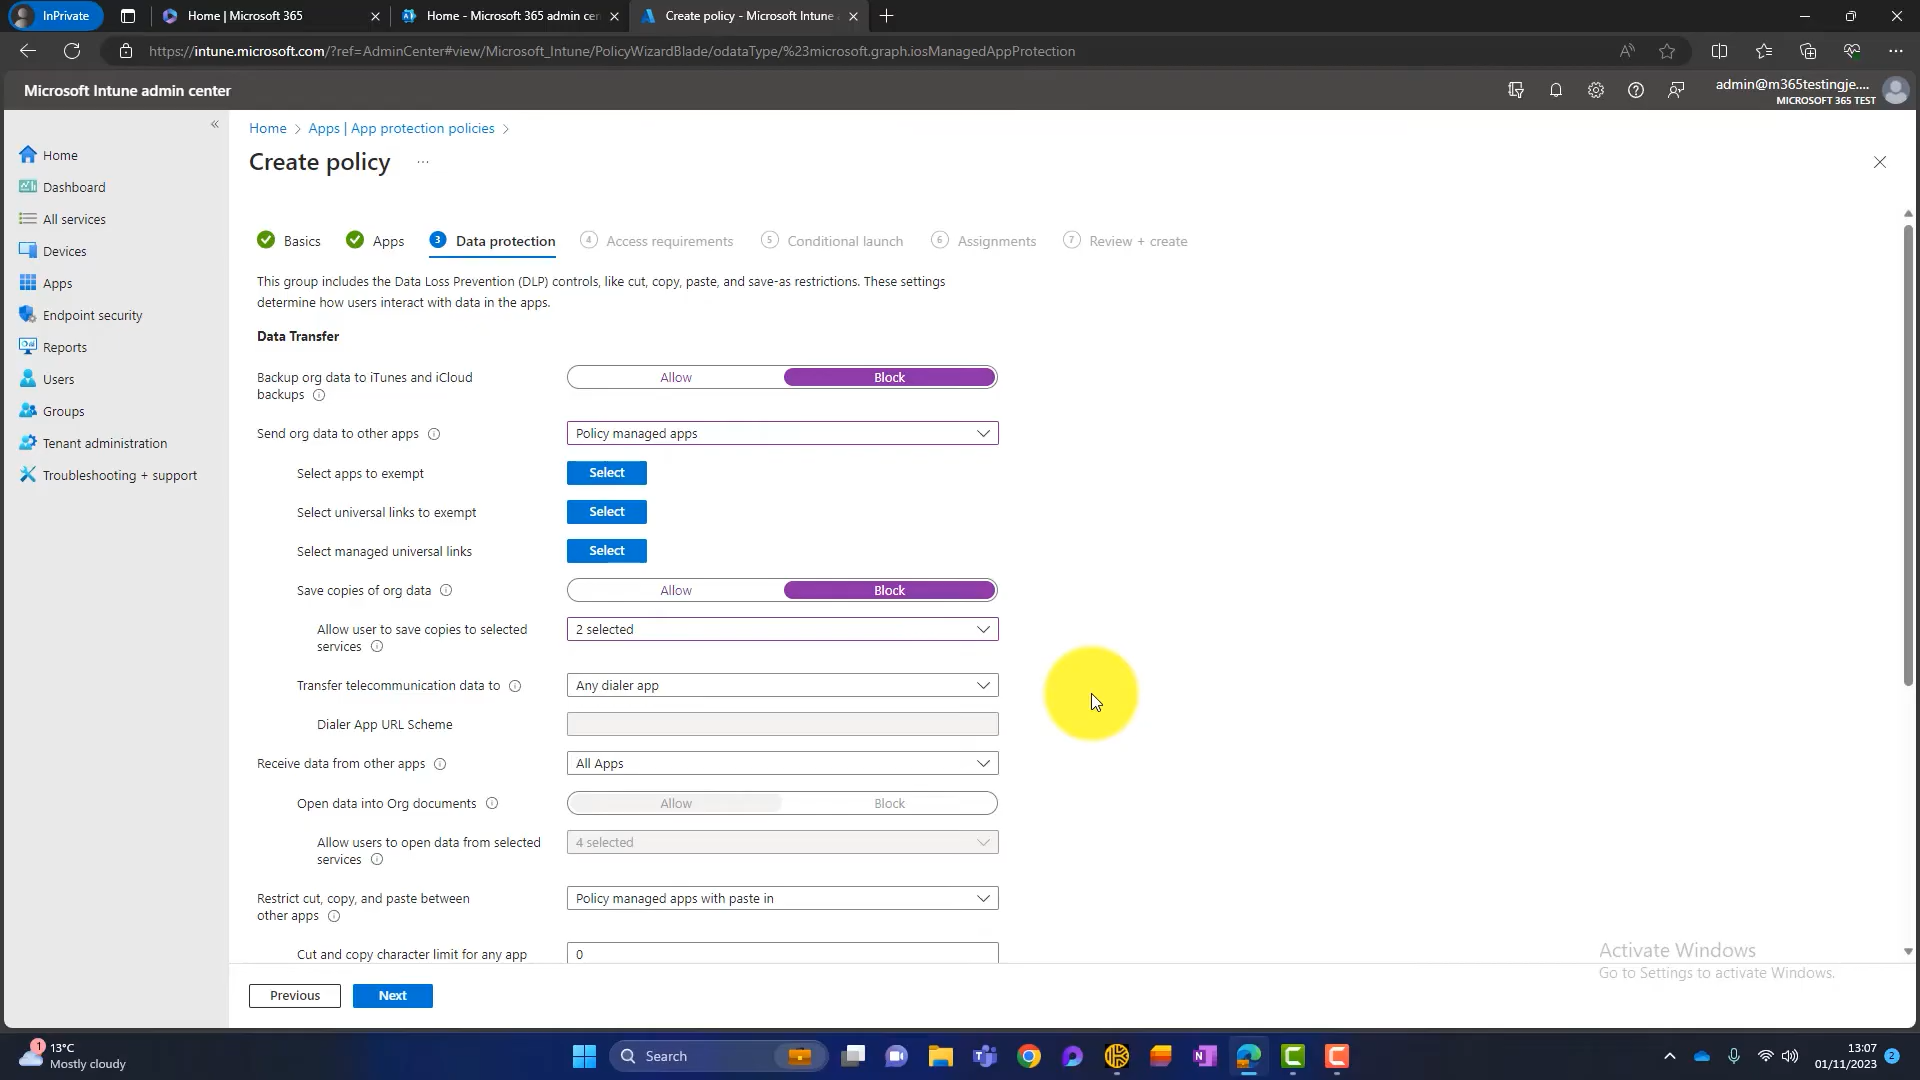 InPrivate
Home | Microsoft 365
Home - Microsoft 365 admin cen
Create policy - Microsoft Intune a
https://intune.microsoft.com/?ref=AdminCenter#view/Microsoft_Intune/PolicyWizardBlade/odataType/%23microsoft.graph.iosManagedAppProtection
Microsoft Intune admin center
admin@m365testingje....
MICROSOFT 365 TEST
Home
Dashboard
All services
Devices
Apps
Endpoint security
Reports
Users
Groups
Tenant administration
Troubleshooting + support
Home > Apps | App protection policies >
Create policy ...
Basics
Apps
3 Data protection
4 Access requirements
5 Conditional launch
6 Assignments
7 Review + create
This group includes the Data Loss Prevention (DLP) controls, like cut, copy, paste, and save-as restrictions. These settings
determine how users interact with data in the apps.
Data Transfer
Backup org data to iTunes and iCloud
backups
Allow Block
Send org data to other apps
Policy managed apps
Select apps to exempt
Select
Select universal links to exempt
Select
Select managed universal links
Select
Save copies of org data
Allow Block
Allow user to save copies to selected
services
2 selected
Transfer telecommunication data to
Any dialer app
Dialer App URL Scheme
Receive data from other apps
All Apps
Open data into Org documents
Allow Block
Allow users to open data from selected
services
4 selected
Restrict cut, copy, and paste between
other apps
Policy managed apps with paste in
Cut and copy character limit for any app
0
Previous
Next
Activate Windows
Go to Settings to activate Windows.
1
13°C
Mostly cloudy
Search
13:07
01/11/2023
2